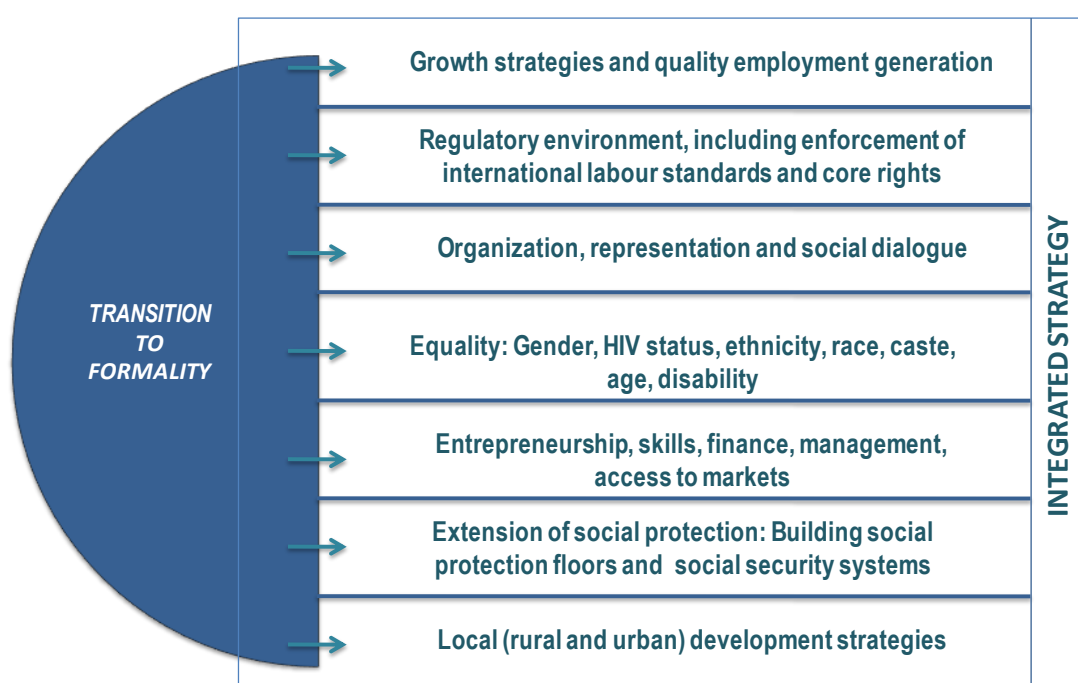 Growth strategies and quality employment generation
Regulatory environment, including enforcement of
international labour standards and core rights
Organization, representation and social dialogue
TRANSITION
TO
FORMALITY
Equality: Gender, HIV status, ethnicity, race, caste,
age, disability
Entrepreneurship, skills, finance, management,
access to markets
Extension of social protection: Building social
protection floors and social security systems
Local (rural and urban) development strategies
INTEGRATED STRATEGY